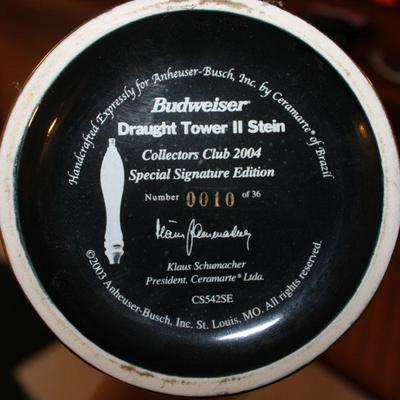 Handcrafted Expressly for Anheuser-Busch, Inc. by Ceramarte® of Brazil
Budweiser®
Draught Tower II Stein
Collectors Club 2004
Special Signature Edition
Number 0010 of 36
Klaus Schumacher
Klaus Schumacher
President, Ceramarte® Ltda.
CS542SE
©2003 Anheuser-Busch, Inc. St. Louis, MO. All rights reserved.